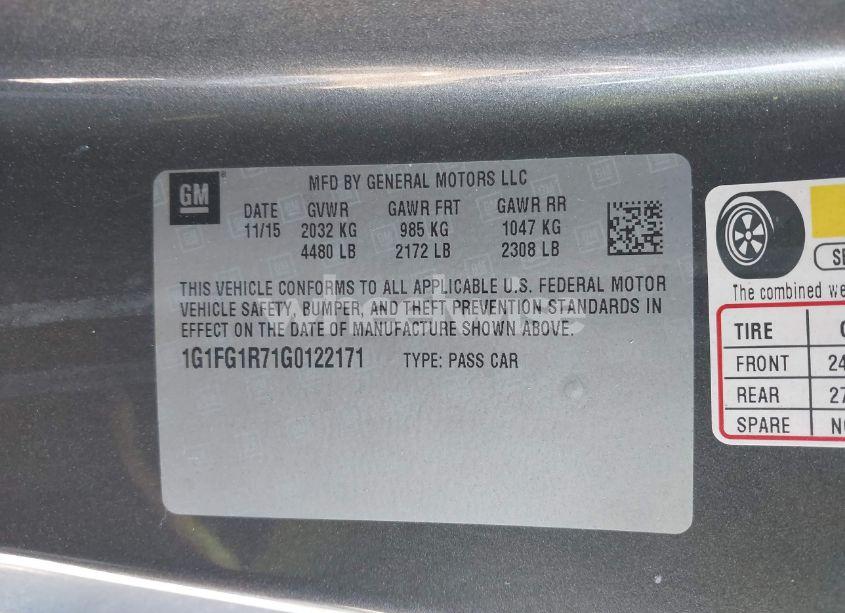 GM
MFD BY GENERAL MOTORS LLC
DATE GVWR GAWR FRT GAWR RR
11/15 2032 KG 985 KG 1047 KG
4480 LB 2172 LB 2308 LB
THIS VEHICLE CONFORMS TO ALL APPLICABLE U.S. FEDERAL MOTOR
VEHICLE SAFETY, BUMPER, AND THEFT PREVENTION STANDARDS IN
EFFECT ON THE DATE OF MANUFACTURE SHOWN ABOVE.
1G1FG1R71G0122171 TYPE: PASS CAR
The combined we
TIRE
FRONT 24
REAR 27
SPARE